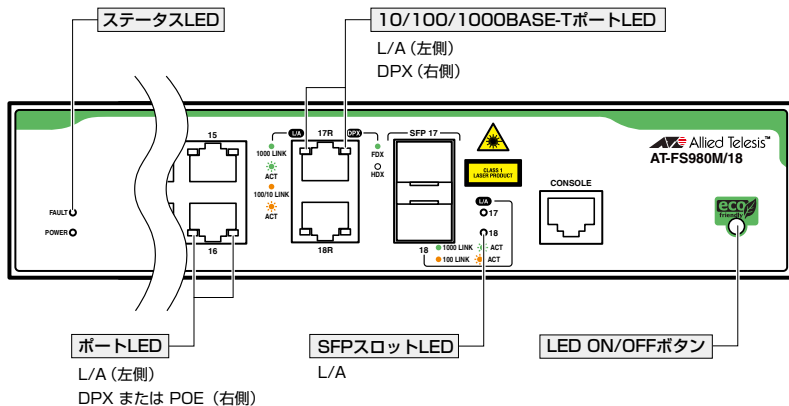 ステータスLED
10/100/1000BASE-TポートLED
L/A（左側）
DPX（右側）
15
L/A
17R
DPX
SFP 17
Allied Telesis™
AT-FS980M/18
1000 LINK
ACT
100/10 LINK
ACT
FDX
HDX
CLASS 1
LASER PRODUCT
CONSOLE
L/A
17
18
eco
friendly
FAULT
POWER
16
18R
18
1000 LINK
ACT
100 LINK
ACT
ポートLED
L/A（左側）
DPX または POE（右側）
SFPスロットLED
L/A
LED ON/OFFボタン